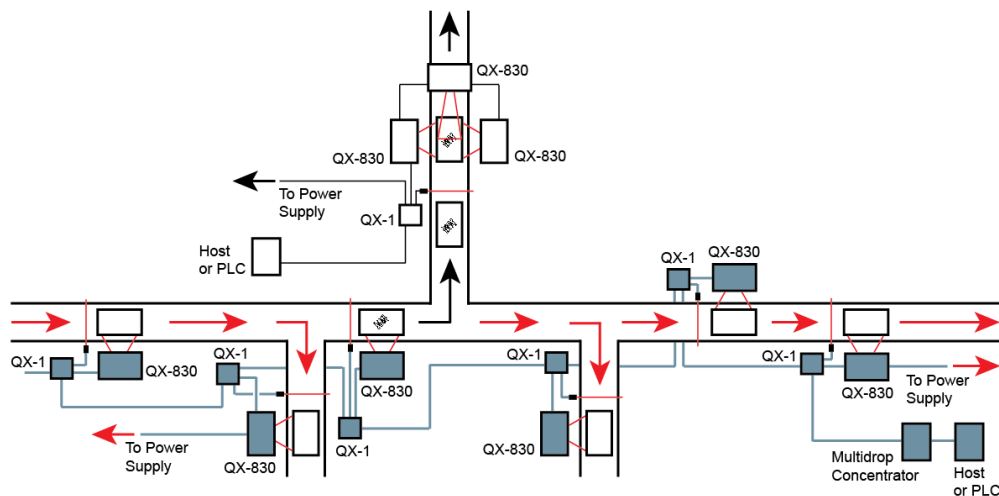 QX-830
QX-830
QX-830
To Power
Supply
QX-1
Host
or PLC
QX-1
QX-830
QX-1
QX-830
QX-1
QX-830
To Power
Supply
QX-830
QX-1
QX-1
QX-830
QX-1
QX-830
To Power
Supply
Multidrop
Concentrator
Host
or PLC